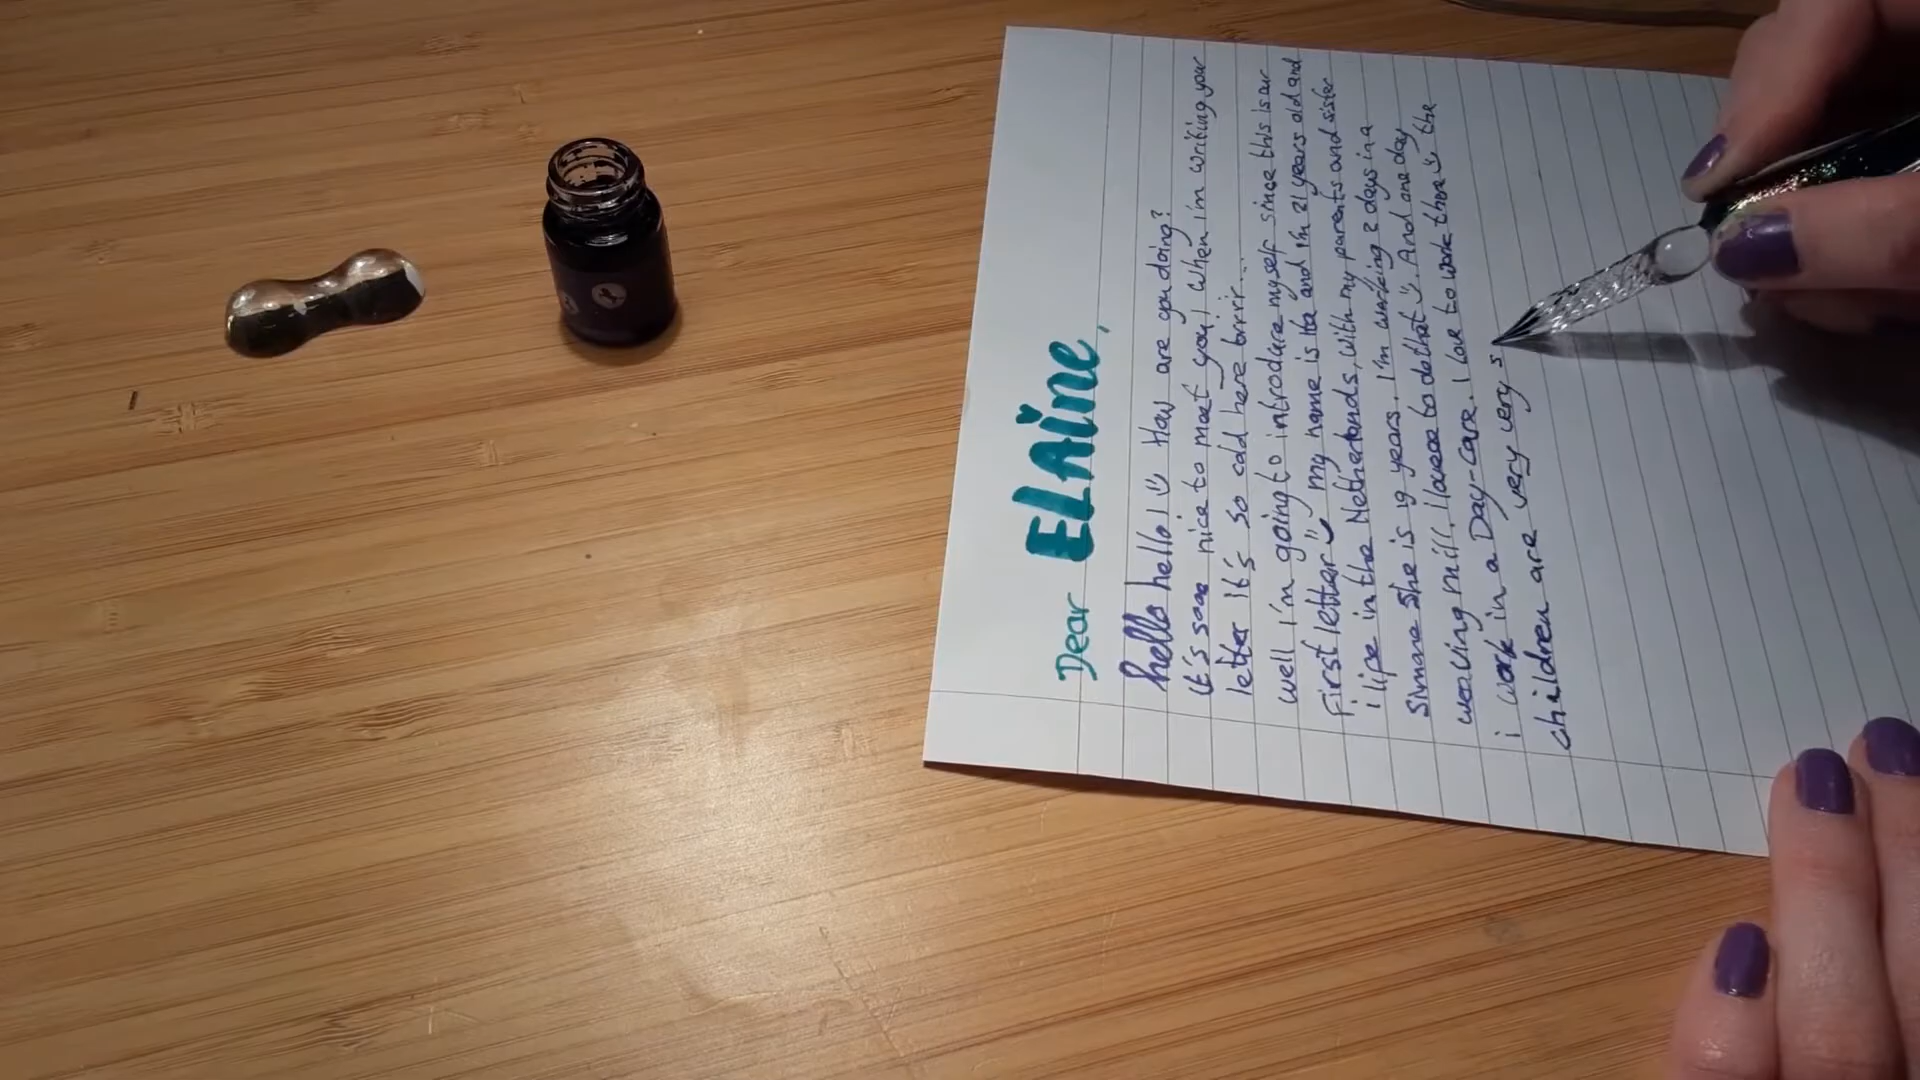 Dear ELAine,
hello hello! How are you doing?
it's sooo nice to meet you! When i'm writing your
letter it's so cold here brrir....
well i'm going to introduce myself since this is our
First letter my name is and i'm 21 years old and
i lipe in the Netherlands, with my parents and sister
Simone she is 19 years. i'm working 2 days in a
working mill. i loveee to do that And one day
i work in a Day-care. I love to work there the
children are very very very s